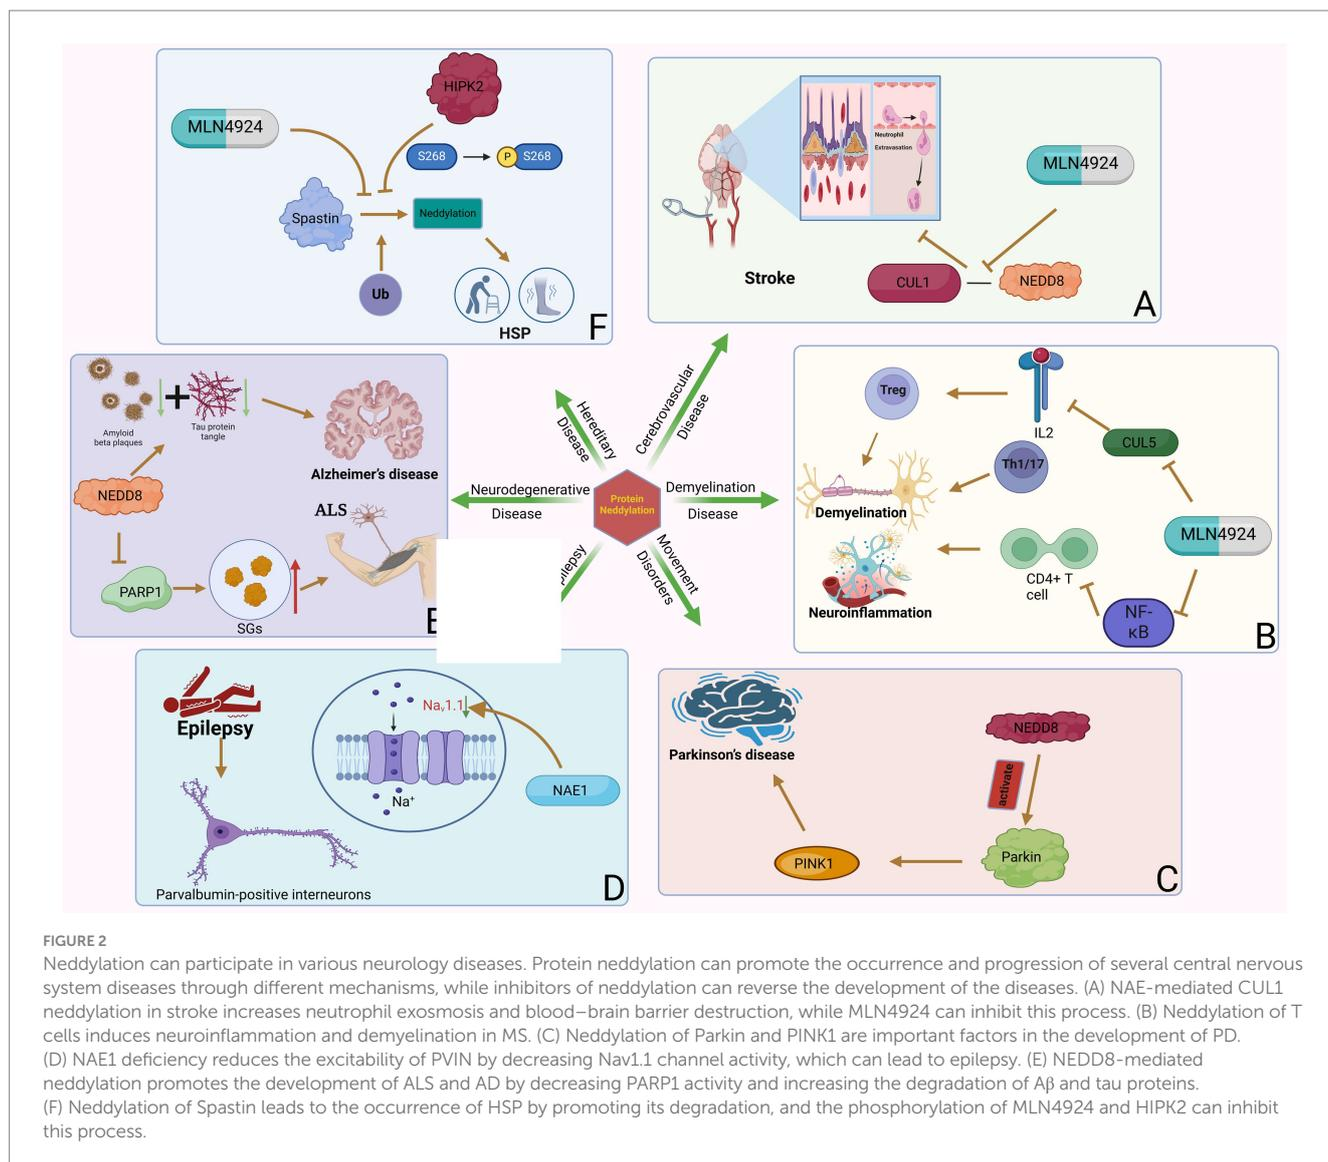 HIPK2
MLN4924
S268
P
S268
Spastin
Neddylation
Ub
HSP
F
Neutrophil
Extravasation
MLN4924
Stroke
CUL1
NEDD8
A
Amyloid
beta plaques
+
Tau protein
tangle
Alzheimer's disease
NEDD8
ALS
PARP1
SGs
Hereditary
Disease
Cerebrovascular
Disease
Neurodegenerative
Disease
Protein
Neddylation
Demyelination
Disease
Movement
Disorders
Treg
IL2
CUL5
Th1/17
Demyelination
MLN4924
CD4+ T
cell
Neuroinflammation
NF-
κB
B
Epilepsy
Nav1.1
Na+
NAE1
Parvalbumin-positive interneurons
D
Parkinson's disease
NEDD8
activate
Parkin
PINK1
C
FIGURE 2
Neddylation can participate in various neurology diseases. Protein neddylation can promote the occurrence and progression of several central nervous
system diseases through different mechanisms, while inhibitors of neddylation can reverse the development of the diseases. (A) NAE-mediated CUL1
neddylation in stroke increases neutrophil exosmosis and blood–brain barrier destruction, while MLN4924 can inhibit this process. (B) Neddylation of T
cells induces neuroinflammation and demyelination in MS. (C) Neddylation of Parkin and PINK1 are important factors in the development of PD.
(D) NAE1 deficiency reduces the excitability of PVIN by decreasing Nav1.1 channel activity, which can lead to epilepsy. (E) NEDD8-mediated
neddylation promotes the development of ALS and AD by decreasing PARP1 activity and increasing the degradation of Aβ and tau proteins.
(F) Neddylation of Spastin leads to the occurrence of HSP by promoting its degradation, and the phosphorylation of MLN4924 and HIPK2 can inhibit
this process.